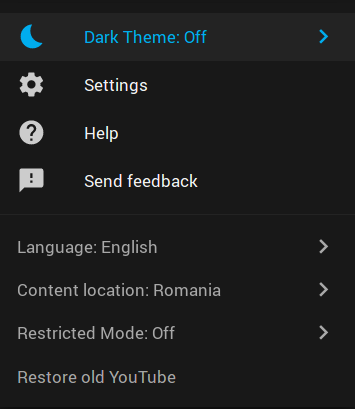 Dark Theme: Off
Settings
Help
Send feedback
Language: English
Content location: Romania
Restricted Mode: Off
Restore old YouTube